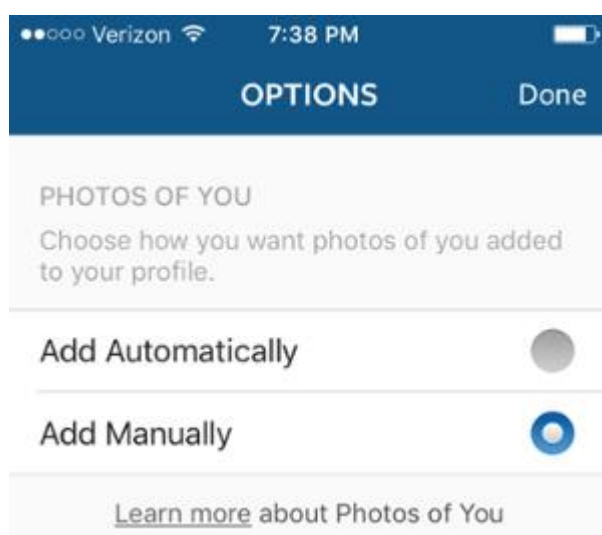 Verizon 7:38 PM
OPTIONS Done
PHOTOS OF YOU
Choose how you want photos of you added
to your profile.
Add Automatically
Add Manually
Learn more about Photos of You